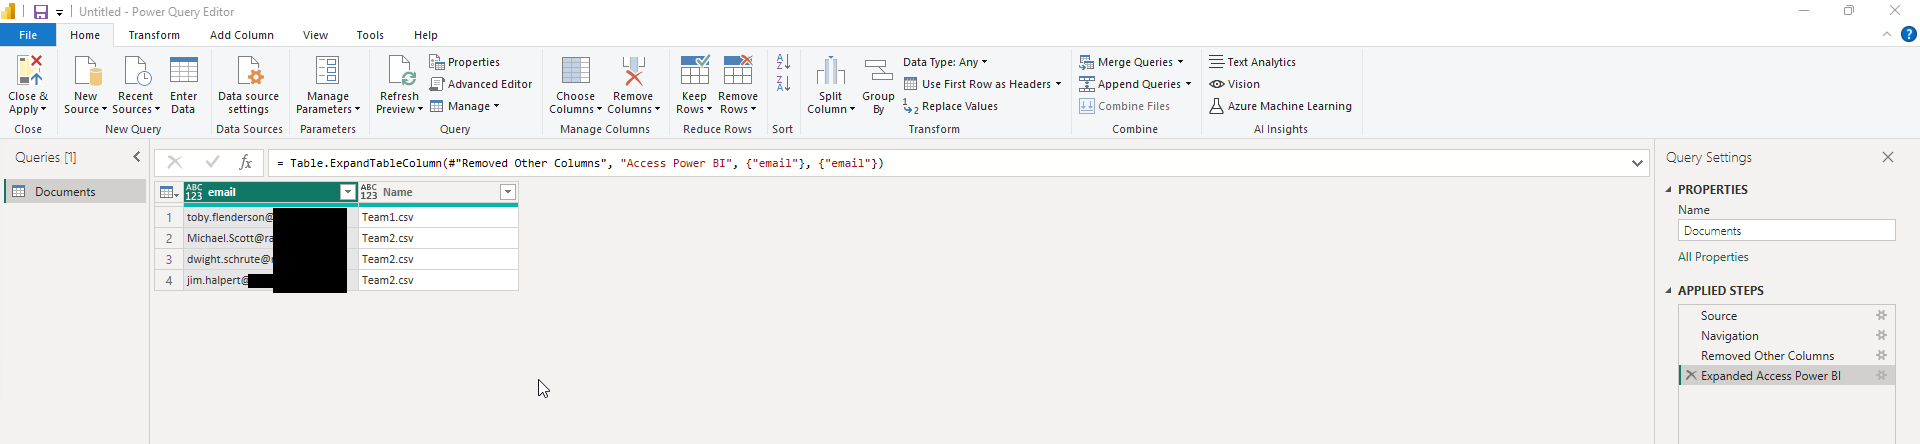 Untitled - Power Query Editor
File Home Transform Add Column View Tools Help ?
Close & Apply
New Source
Recent Sources
Enter Data
Data source settings
Manage Parameters
Refresh Preview
Properties
Advanced Editor
Manage
Choose Columns
Remove Columns
Keep Rows
Remove Rows
Split Column
Group By
Data Type: Any
Use First Row as Headers
Replace Values
Merge Queries
Append Queries
Combine Files
Text Analytics
Vision
Azure Machine Learning
Close New Query Data Sources Parameters Query Manage Columns Reduce Rows Sort Transform Combine AI Insights
Queries [1]
Documents
fx = Table.ExpandTableColumn(#"Removed Other Columns", "Access Power BI", {"email"}, {"email"})
ABC 123 email ABC 123 Name
1 toby.flenderson@ Team1.csv
2 Michael.Scott@ra Team2.csv
3 dwight.schrute@ Team2.csv
4 jim.halpert@ Team2.csv
Query Settings
PROPERTIES
Name
Documents
All Properties
APPLIED STEPS
Source
Navigation
Removed Other Columns
Expanded Access Power BI